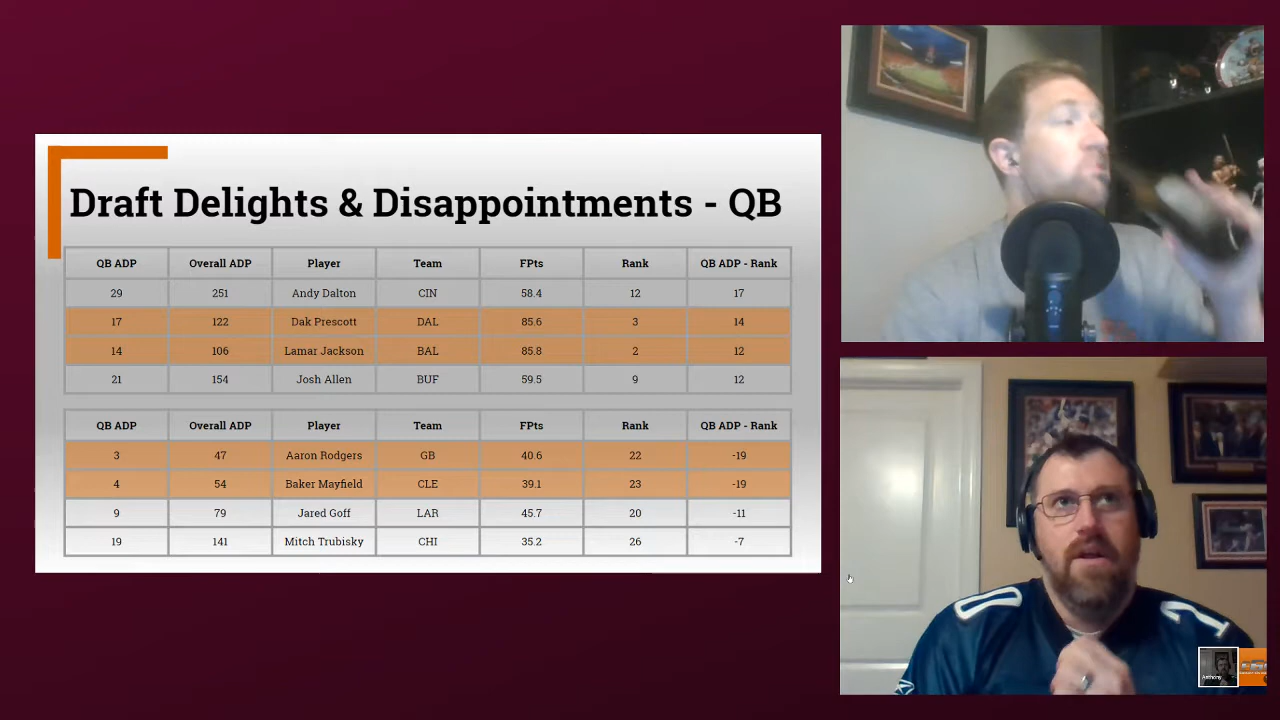 Draft Delights & Disappointments - QB
QB ADP Overall ADP Player Team FPts Rank QB ADP - Rank
29 251 Andy Dalton CIN 58.4 12 17
17 122 Dak Prescott DAL 85.6 3 14
14 106 Lamar Jackson BAL 85.8 2 12
21 154 Josh Allen BUF 59.5 9 12
QB ADP Overall ADP Player Team FPts Rank QB ADP - Rank
3 47 Aaron Rodgers GB 40.6 22 -19
4 54 Baker Mayfield CLE 39.1 23 -19
9 79 Jared Goff LAR 45.7 20 -11
19 141 Mitch Trubisky CHI 35.2 26 -7
Anthony